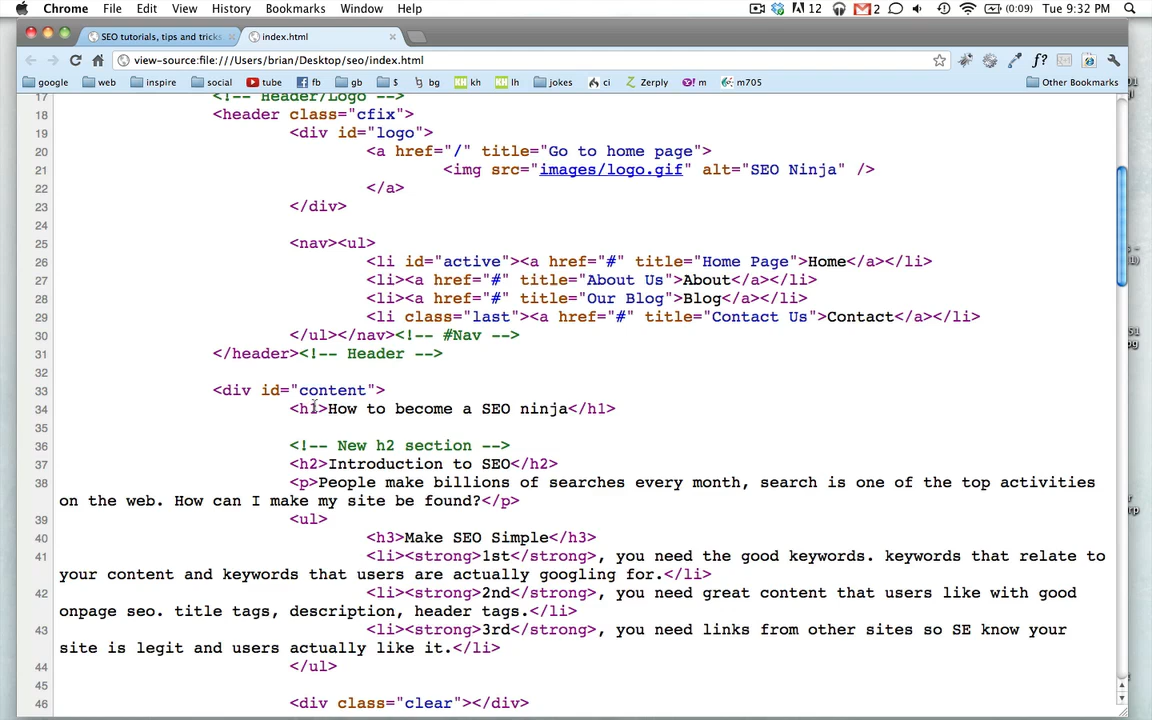 Chrome File Edit View History Bookmarks Window Help 12 2 (0:09) Tue 9:32 PM
SEO tutorials, tips and tricks index.html
view-source:file:///Users/brian/Desktop/seo/index.html
google web inspire social tube fb gb $ bg kh lh jokes ci Zerply m m705 Other Bookmarks
17 <!-- Header/Logo -->
18 <header class="cfix">
19 <div id="logo">
20 <a href="/" title="Go to home page">
21 <img src="images/logo.gif" alt="SEO Ninja" />
22 </a>
23 </div>
24
25 <nav><ul>
26 <li id="active"><a href="#" title="Home Page">Home</a></li>
27 <li><a href="#" title="About Us">About</a></li>
28 <li><a href="#" title="Our Blog">Blog</a></li>
29 <li class="last"><a href="#" title="Contact Us">Contact</a></li>
30 </ul></nav><!-- #Nav -->
31 </header><!-- Header -->
32
33 <div id="content">
34 <h1>How to become a SEO ninja</h1>
35
36 <!-- New h2 section -->
37 <h2>Introduction to SEO</h2>
38 <p>People make billions of searches every month, search is one of the top activities
on the web. How can I make my site be found?</p>
39 <ul>
40 <h3>Make SEO Simple</h3>
41 <li><strong>1st</strong>, you need the good keywords. keywords that relate to
your content and keywords that users are actually googling for.</li>
42 <li><strong>2nd</strong>, you need great content that users like with good
onpage seo. title tags, description, header tags.</li>
43 <li><strong>3rd</strong>, you need links from other sites so SE know your
site is legit and users actually like it.</li>
44 </ul>
45
46 <div class="clear"></div>